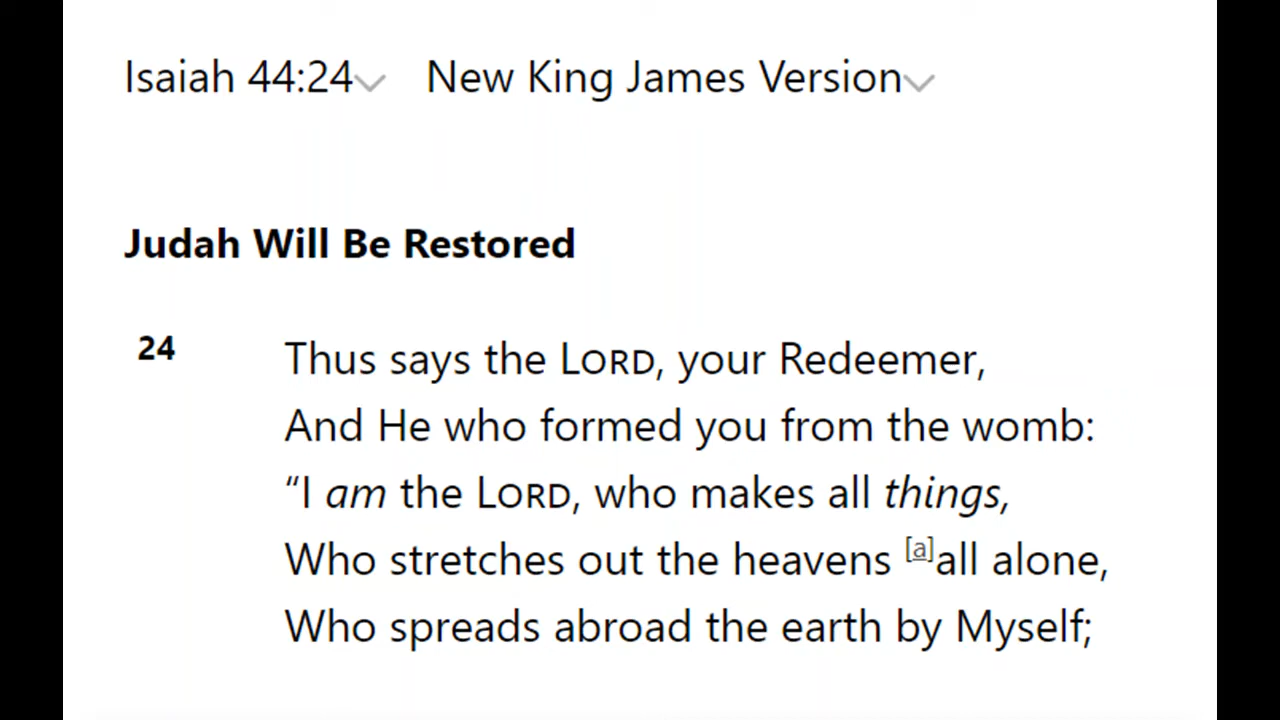 Isaiah 44:24 New King James Version
Judah Will Be Restored
24 Thus says the LORD, your Redeemer,
And He who formed you from the womb:
“I am the LORD, who makes all things,
Who stretches out the heavens [a]all alone,
Who spreads abroad the earth by Myself;